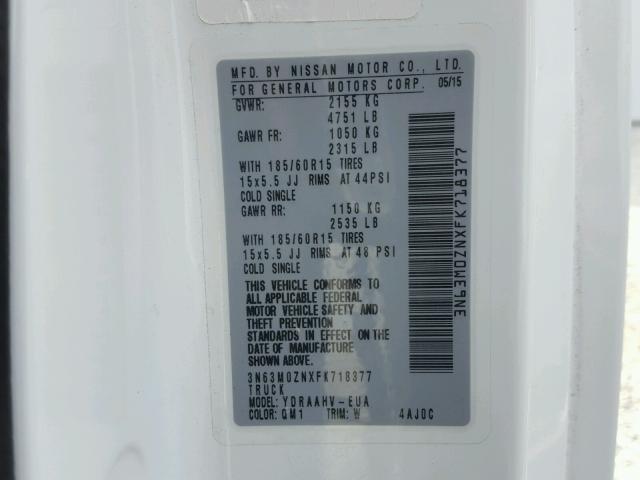 MFD. BY NISSAN MOTOR CO., LTD.
FOR GENERAL MOTORS CORP. 05/15
GVWR: 2155 KG
4751 LB
GAWR FR: 1050 KG
2315 LB
WITH 185/60R15 TIRES
15x5.5 JJ RIMS AT 44PSI
COLD SINGLE
GAWR RR: 1150 KG
2535 LB
WITH 185/60R15 TIRES
15x5.5 JJ RIMS AT 48 PSI
COLD SINGLE
THIS VEHICLE CONFORMS TO
ALL APPLICABLE FEDERAL
MOTOR VEHICLE SAFETY AND
THEFT PREVENTION
STANDARDS IN EFFECT ON THE
DATE OF MANUFACTURE
SHOWN ABOVE.
3N63M0ZNXFK718377
TRUCK
MODEL: YDRAAHV-EUA
COLOR: QM1 TRIM: W 4AJ0C
3N63M0ZNXFK718377